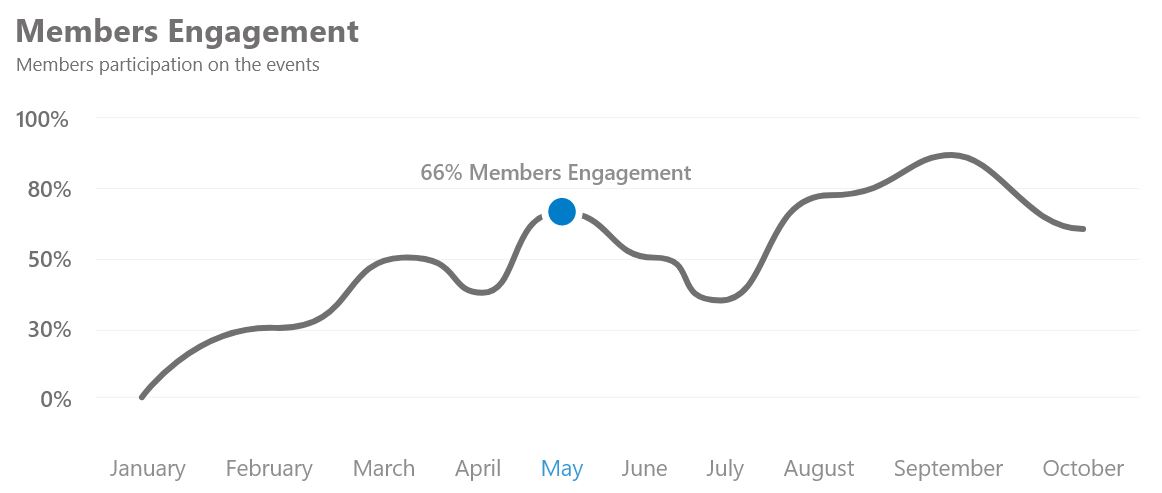 Members Engagement
Members participation on the events
100%
66% Members Engagement
80%
50%
30%
0%
January February March April May June July August September October